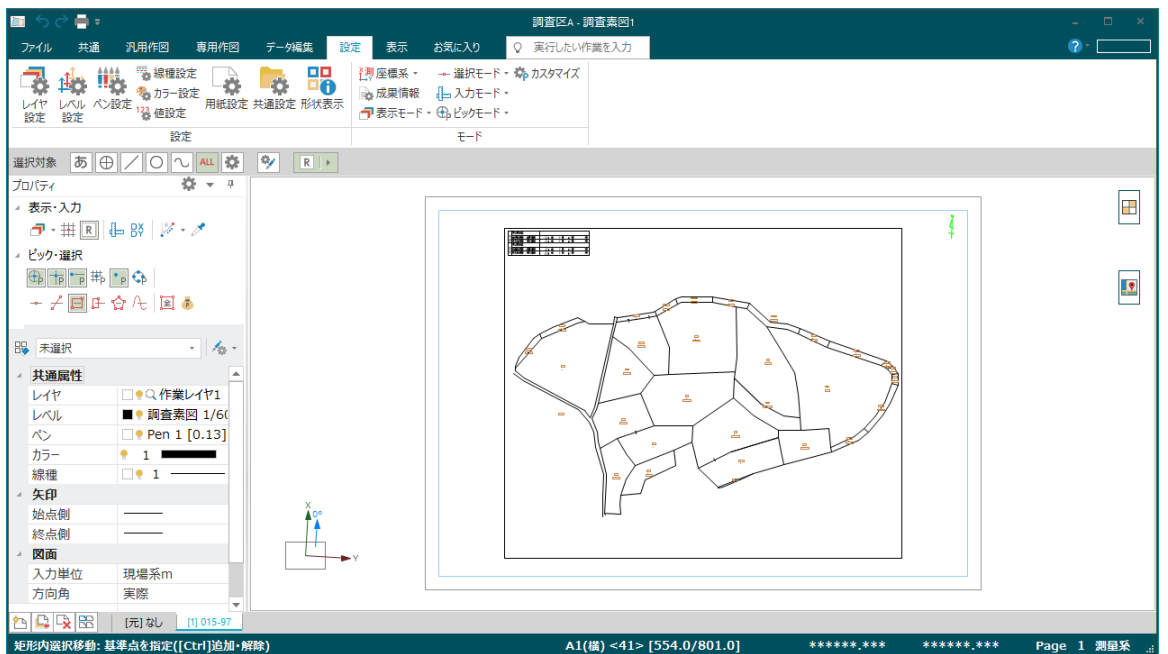 調査区A - 調査素図1
ファイル 共通 汎用作図 専用作図 データ編集 設定 表示 お気に入り 実行したい作業を入力
レイヤ設定 レベル設定 ペン設定 線種設定 カラー設定 値設定 用紙設定 共通設定 形状表示
座標系 選択モード カスタマイズ
成果情報 入力モード
表示モード ピックモード
設定 モード
選択対象 あ ALL R
プロパティ
表示・入力
R
ピック・選択
未選択
共通属性
レイヤ 作業レイヤ1
レベル 調査素図 1/60
ペン Pen 1 [0.13]
カラー 1
線種 1
矢印
始点側
終点側
図面
入力単位 現場系m
方向角 実際
X
0°
Y
[元] なし [1] 015-97
矩形内選択移動: 基準点を指定([Ctrl]追加・解除) A1(横) <41> [554.0/801.0] ******.*** ******.*** Page 1 測量系